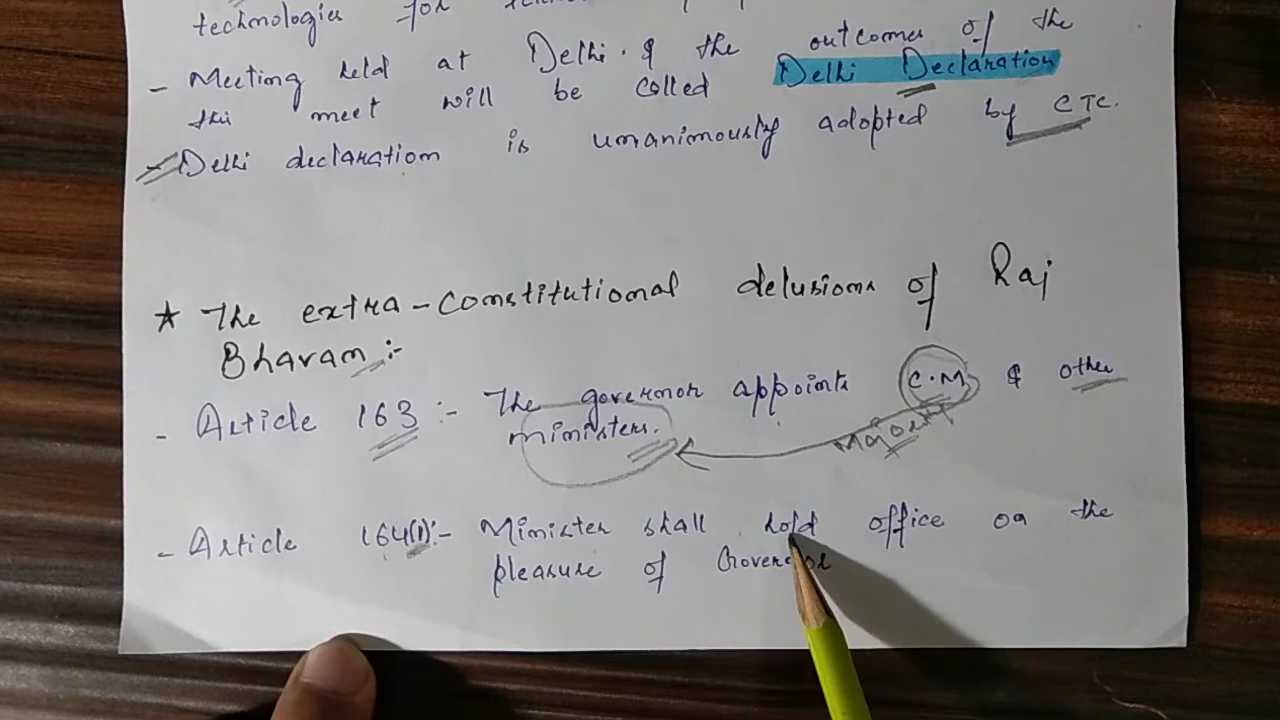 technologies for
- Meeting held at Delhi. & the outcomes of the
this meet will be called Delhi Declaration
- Delhi declaration is unanimously adopted by CTC.
★ The extra-constitutional delusions of Raj
Bhavan :-
- Article 163 :- The governor appoints C.M & other
ministers.
Majority
- Article 164(1):- Minister shall hold office on the
pleasure of Governor